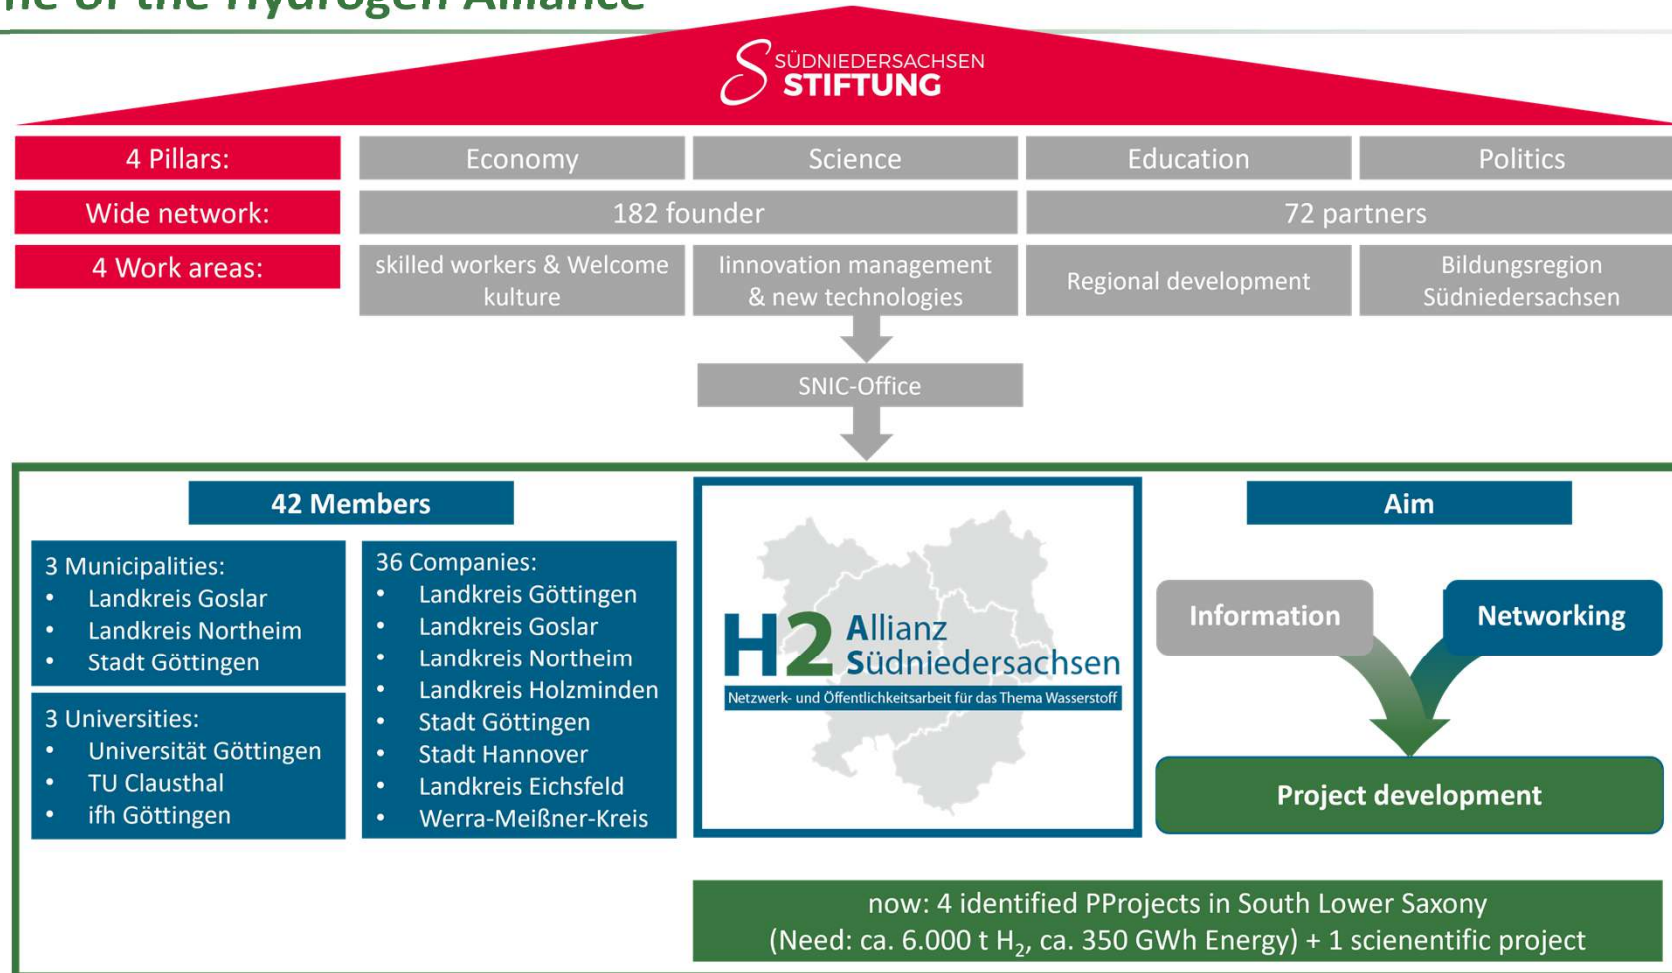 of the Hydrogen Alliance
SÜDNIEDERSACHSEN
STIFTUNG
4 Pillars:
Economy
Science
Education
Politics
Wide network:
182 founder
72 partners
4 Work areas:
skilled workers & Welcome
kulture
Iinnovation management
& new technologies
Regional development
Bildungsregion
Südniedersachsen
SNIC-Office
42 Members
3 Municipalities:
• Landkreis Goslar
• Landkreis Northeim
• Stadt Göttingen
3 Universities:
• Universität Göttingen
• TU Clausthal
• ifh Göttingen
36 Companies:
• Landkreis Göttingen
• Landkreis Goslar
• Landkreis Northeim
• Landkreis Holzminden
• Stadt Göttingen
• Stadt Hannover
• Landkreis Eichsfeld
• Werra-Meißner-Kreis
H2 Allianz
Südniedersachsen
Netzwerk- und Öffentlichkeitsarbeit für das Thema Wasserstoff
Aim
Information
Networking
Project development
now: 4 identified PProjects in South Lower Saxony
(Need: ca. 6.000 t H₂, ca. 350 GWh Energy) + 1 scienentific project